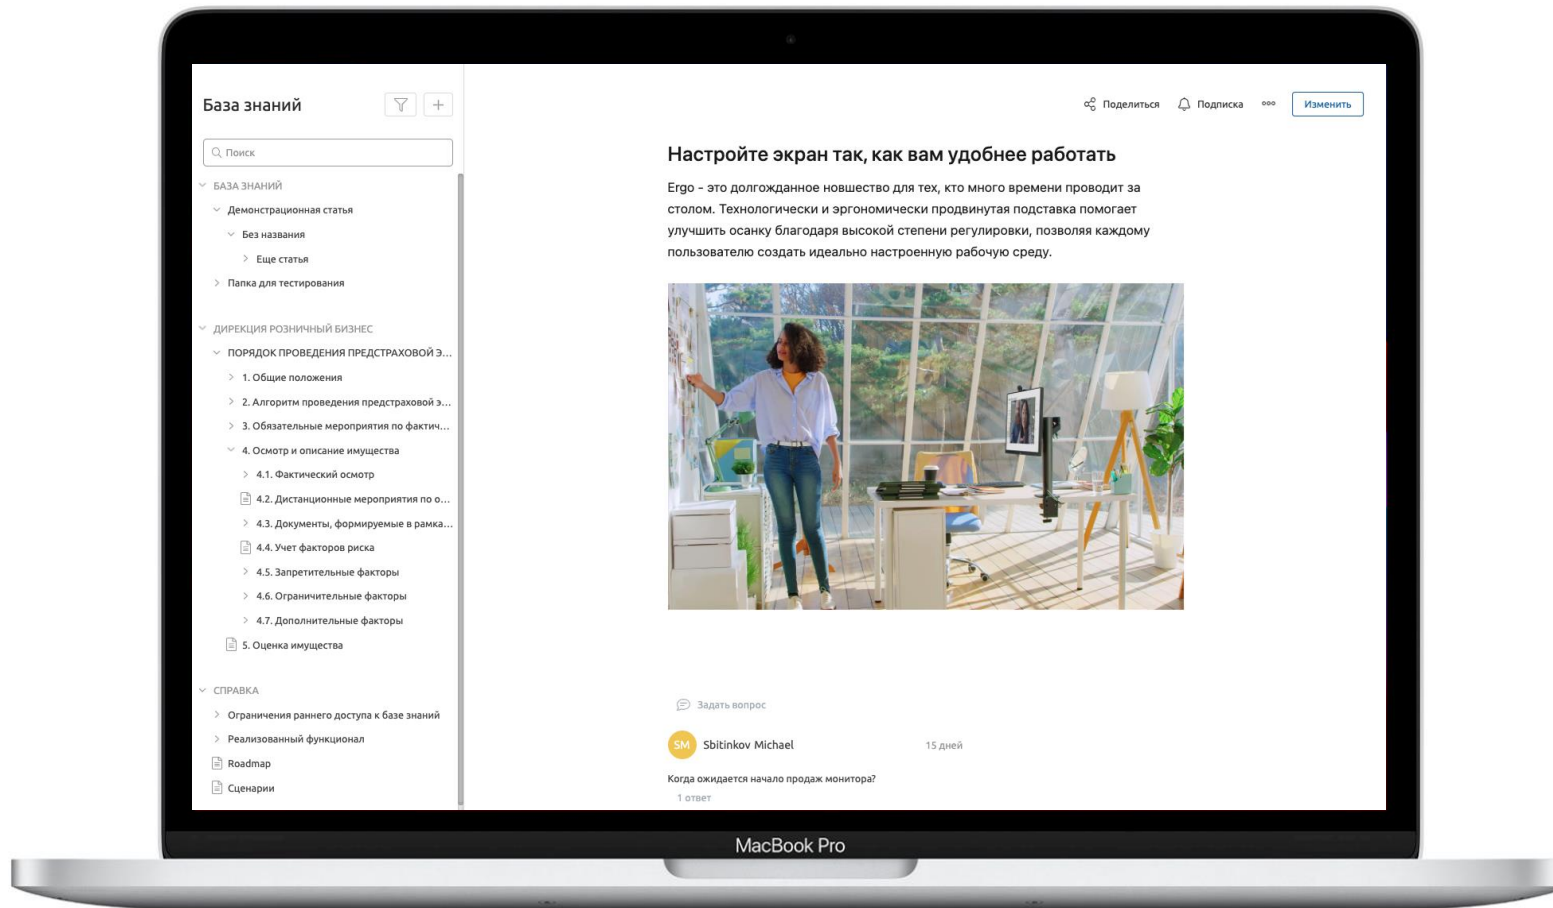 База знаний
Поиск
БАЗА ЗНАНИЙ
Демонстрационная статья
Без названия
Еще статья
Папка для тестирования
ДИРЕКЦИЯ РОЗНИЧНЫЙ БИЗНЕС
ПОРЯДОК ПРОВЕДЕНИЯ ПРЕДСТРАХОВОЙ Э...
1. Общие положения
2. Алгоритм проведения предстраховой э...
3. Обязательные мероприятия по фактич...
4. Осмотр и описание имущества
4.1. Фактический осмотр
4.2. Дистанционные мероприятия по о...
4.3. Документы, формируемые в рамка...
4.4. Учет факторов риска
4.5. Запретительные факторы
4.6. Ограничительные факторы
4.7. Дополнительные факторы
5. Оценка имущества
СПРАВКА
Ограничения раннего доступа к базе знаний
Реализованный функционал
Roadmap
Сценарии
Поделиться Подписка Изменить
Настройте экран так, как вам удобнее работать
Ergo - это долгожданное новшество для тех, кто много времени проводит за
столом. Технологически и эргономически продвинутая подставка помогает
улучшить осанку благодаря высокой степени регулировки, позволяя каждому
пользователю создать идеально настроенную рабочую среду.
Задать вопрос
SM Sbitinkov Michael 15 дней
Когда ожидается начало продаж монитора?
1 ответ
MacBook Pro